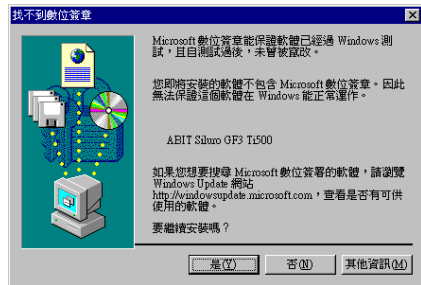 找不到數位簽章
Microsoft 數位簽章能保證軟體已經過 Windows 測
試，且自測試過後，未曾被竄改。
您即將安裝的軟體不包含 Microsoft 數位簽章。因此
無法保證這個軟體在 Windows 能正常運作。
ABIT Siluro GF3 Ti500
如果您想要搜尋 Microsoft 數位簽署的軟體，請瀏覽
Windows Update 網站
http://windowsupdate.microsoft.com，查看是否有可供
使用的軟體。
要繼續安裝嗎？
是(Y) 否(N) 其他資訊(M)